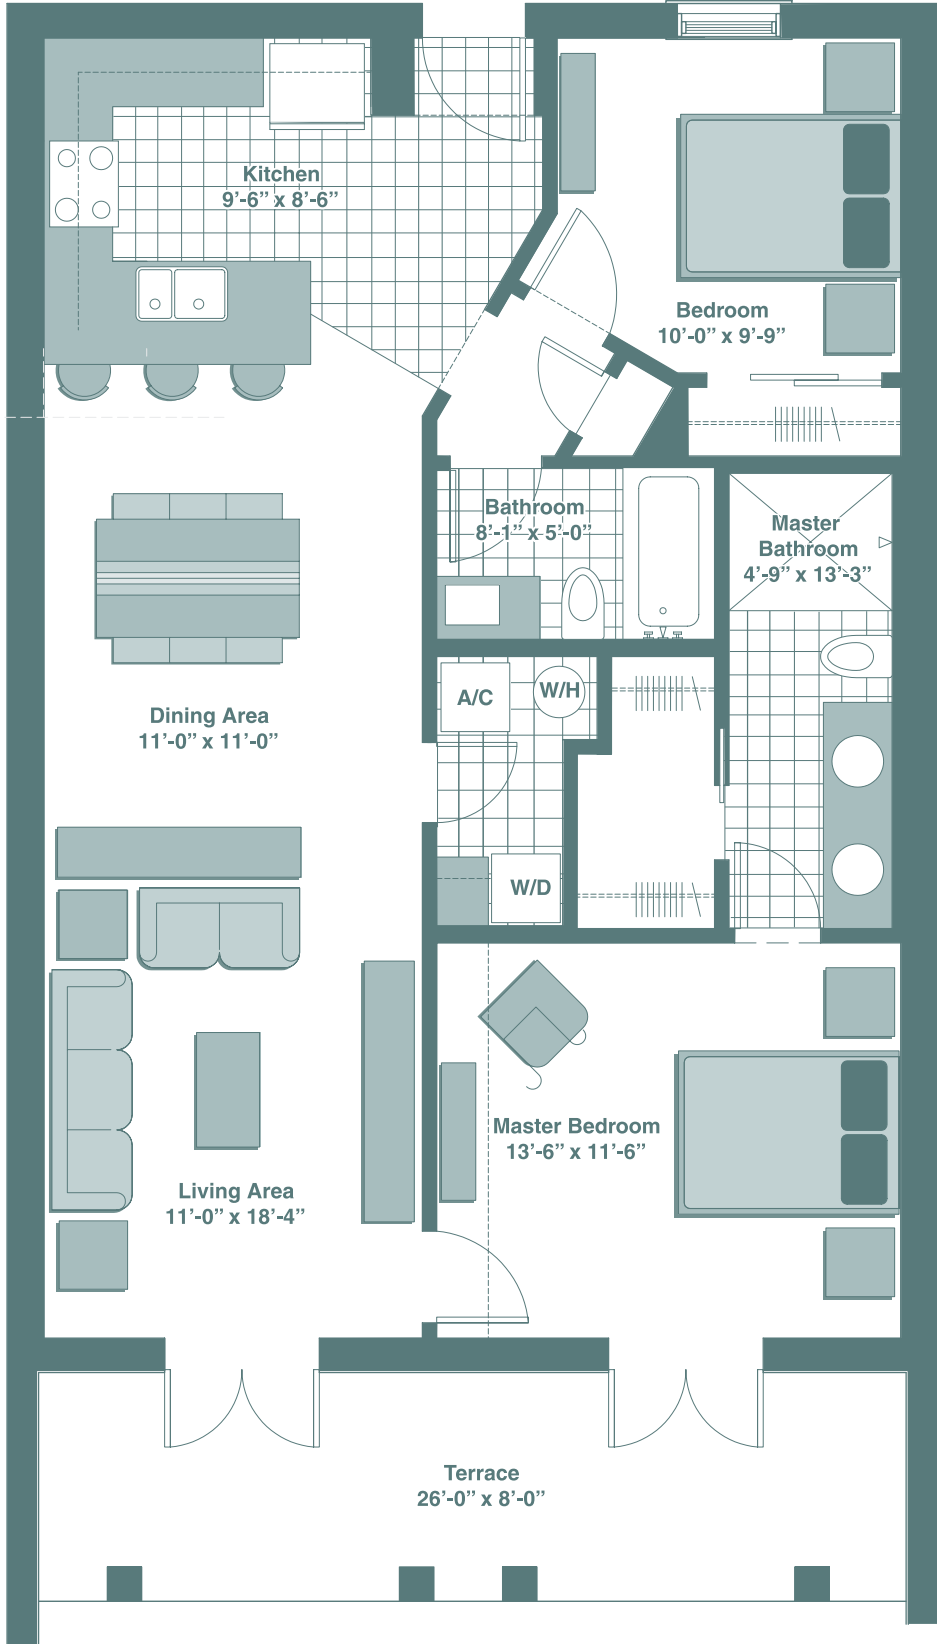 Kitchen
9’-6” x 8’-6”
Bedroom
10’-0” x 9’-9”
Bathroom
8’-1” x 5’-0”
Master
Bathroom
4’-9” x 13’-3”
A/C
W/H
Dining Area
11’-0” x 11’-0”
W/D
Master Bedroom
13’-6” x 11’-6”
Living Area
11’-0” x 18’-4”
Terrace
26’-0” x 8’-0”